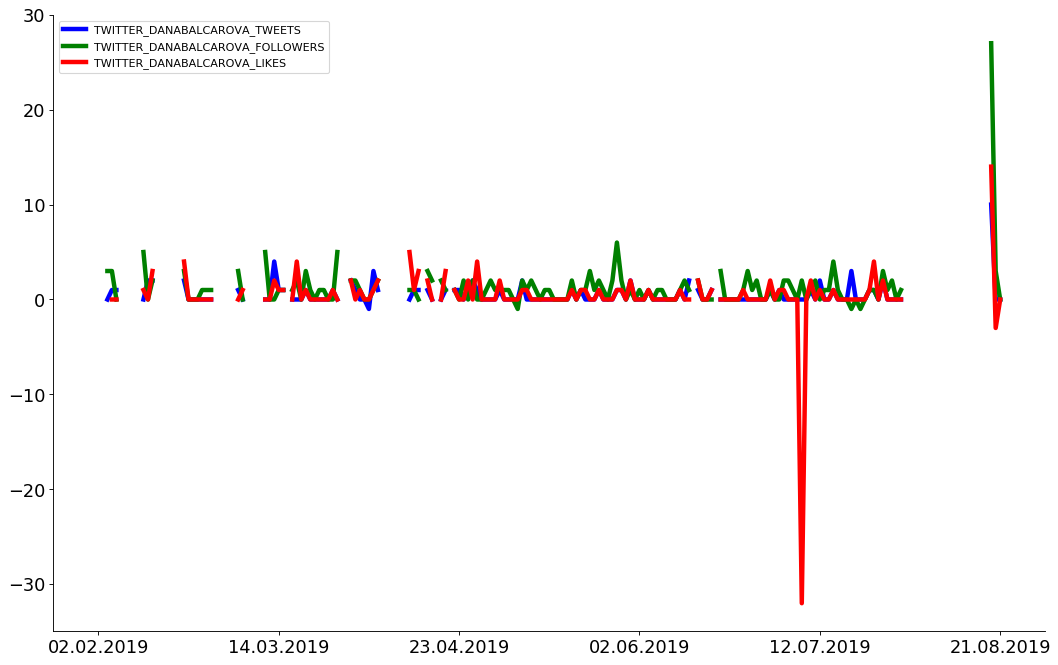 TWITTER_DANABALCAROVA_TWEETS
TWITTER_DANABALCAROVA_FOLLOWERS
TWITTER_DANABALCAROVA_LIKES
30
20
10
0
−10
−20
−30
02.02.2019 14.03.2019 23.04.2019 02.06.2019 12.07.2019 21.08.2019